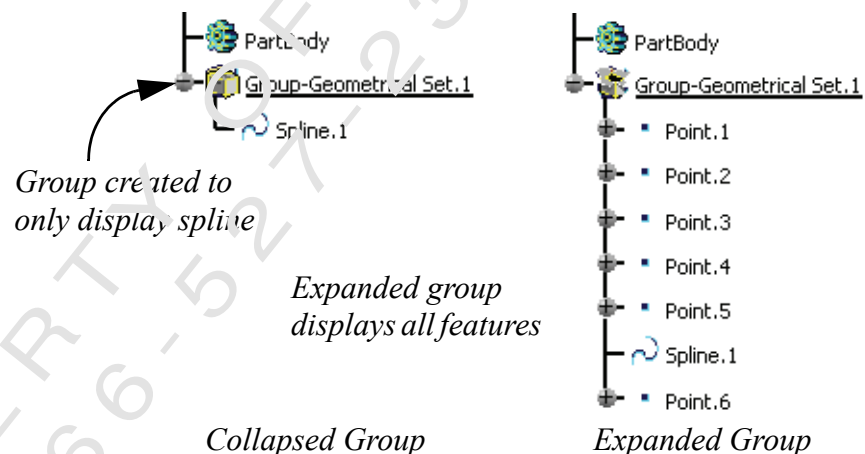 PartBody
Group-Geometrical Set.1
Spline.1
Group created to
only display spline
PartBody
Group-Geometrical Set.1
Point.1
Point.2
Point.3
Point.4
Point.5
Spline.1
Point.6
Expanded group
displays all features
Collapsed Group
Expanded Group